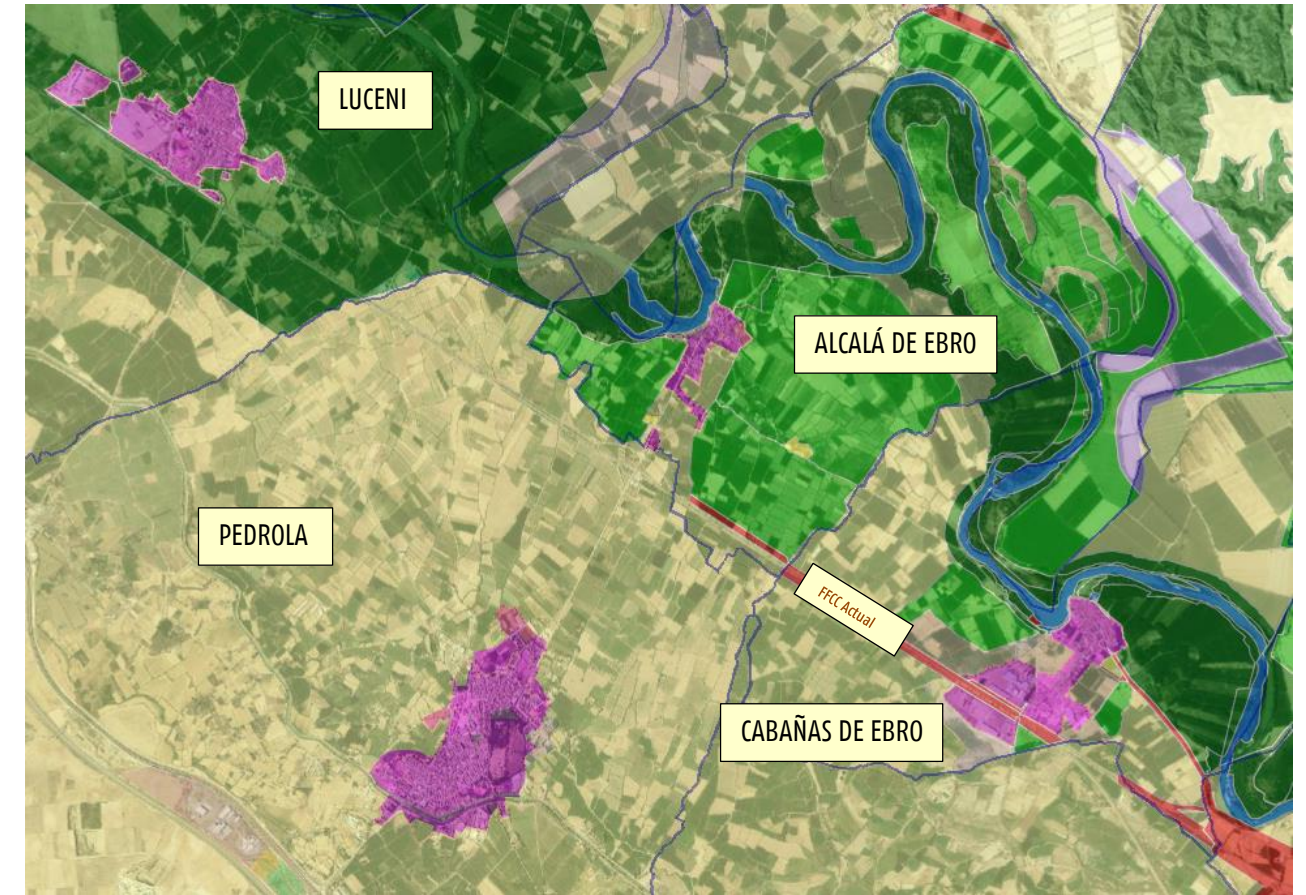 LUCENI
ALCALÁ DE EBRO
PEDROLA
FFCC Actual
CABAÑAS DE EBRO